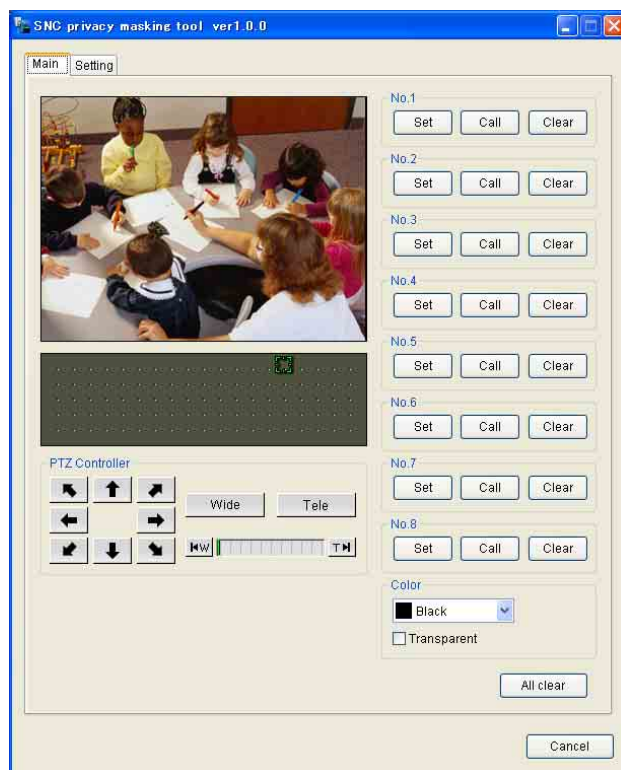 SNC privacy masking tool ver1.0.0
Main Setting
No.1
Set Call Clear
No.2
Set Call Clear
No.3
Set Call Clear
No.4
Set Call Clear
No.5
Set Call Clear
No.6
Set Call Clear
No.7
Set Call Clear
No.8
Set Call Clear
PTZ Controller
Wide Tele
W T
Color
Black
Transparent
All clear
Cancel